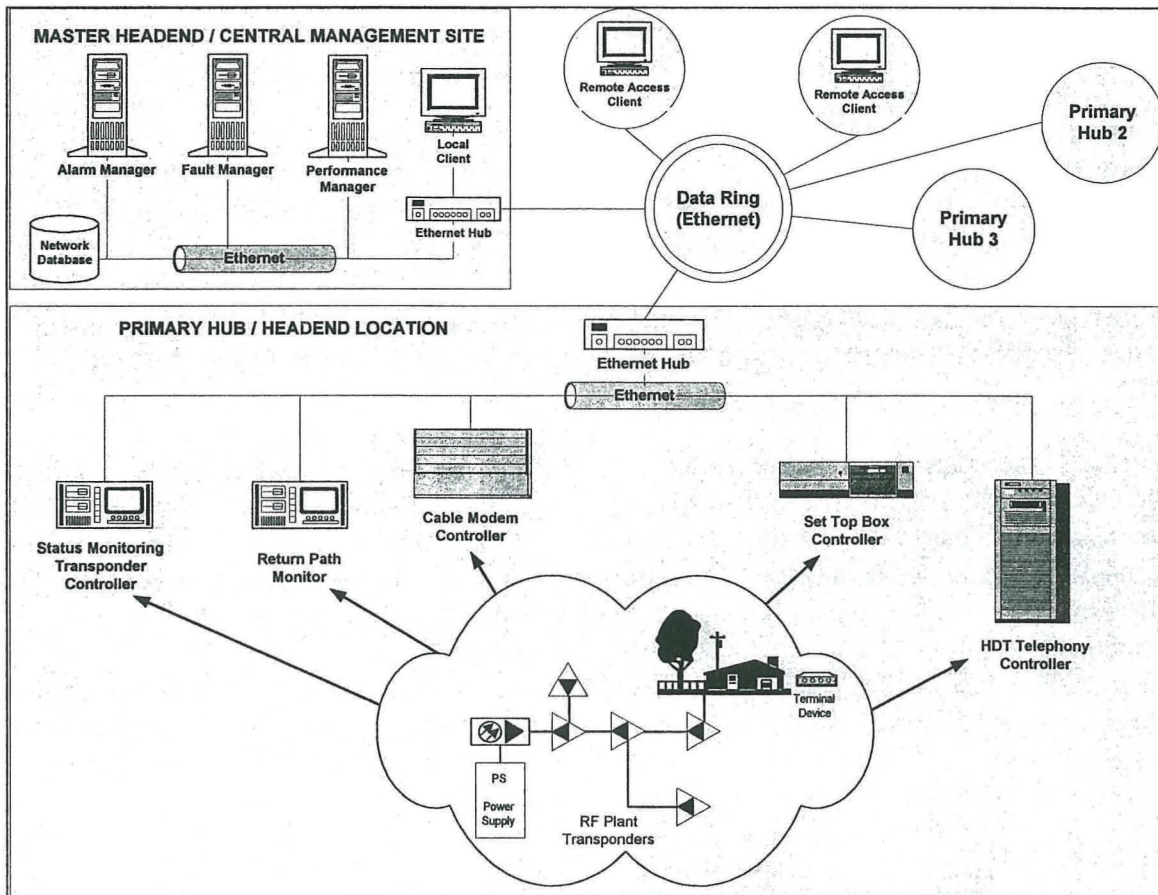 MASTER HEADEND / CENTRAL MANAGEMENT SITE
Alarm Manager
Fault Manager
Performance
Manager
Local
Client
Ethernet Hub
Network
Database
Ethernet
Remote Access
Client
Remote Access
Client
Primary
Hub 2
Data Ring
(Ethernet)
Primary
Hub 3
PRIMARY HUB / HEADEND LOCATION
Ethernet Hub
Ethernet
Status Monitoring
Transponder
Controller
Return Path
Monitor
Cable Modem
Controller
Set Top Box
Controller
HDT Telephony
Controller
Terminal
Device
PS
Power
Supply
RF Plant
Transponders